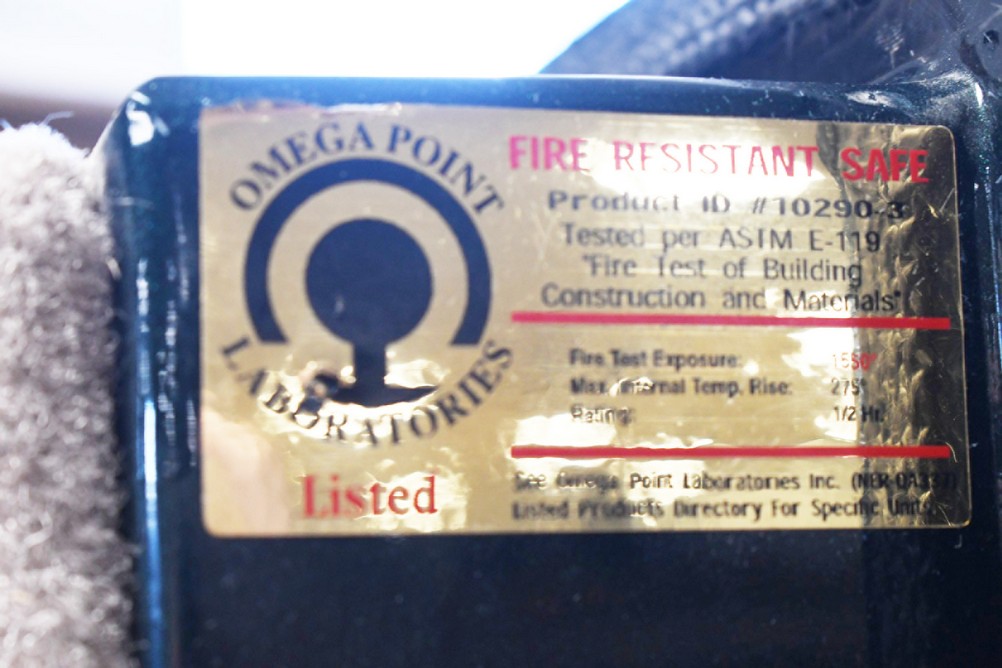 OMEGA POINT
LABORATORIES
Listed
FIRE RESISTANT SAFE
Product ID #10290-3
Tested per ASTM E-119
"Fire Test of Building
Construction and Materials"
Fire Test Exposure: 1550°
Max. Internal Temp. Rise: 275°
Rating: 1/2 Hr.
See Omega Point Laboratories Inc.
Listed Products Directory For Specific Units.